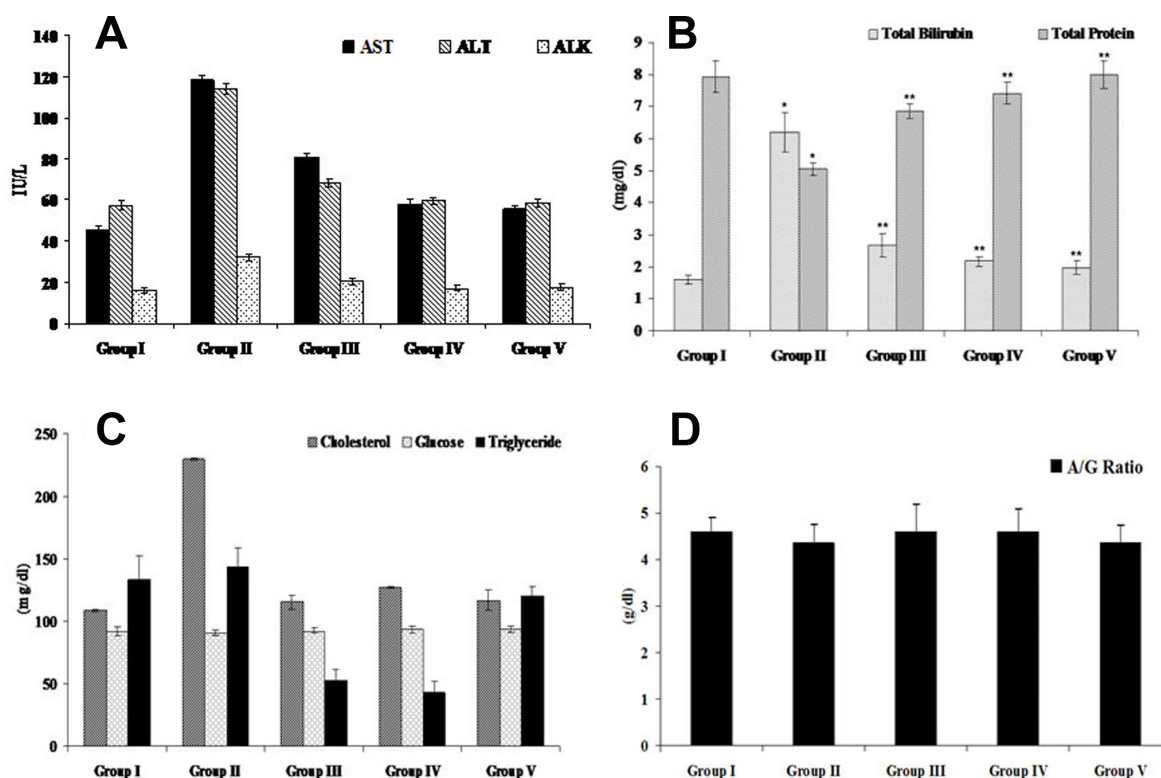 A
AST ALT ALK
140
120
100
80
60
40
20
0
IU/L
Group I Group II Group III Group IV Group V
B
Total Bilirubin Total Protein
9
8
7
6
5
4
3
2
1
0
(mg/dl)
* * ** ** ** ** ** **
Group I Group II Group III Group IV Group V
C
Cholesterol Glucose Triglyceride
250
200
150
100
50
0
(mg/dl)
Group I Group II Group III Group IV Group V
D
A/G Ratio
6
5
4
3
2
1
0
(g/dl)
Group I Group II Group III Group IV Group V